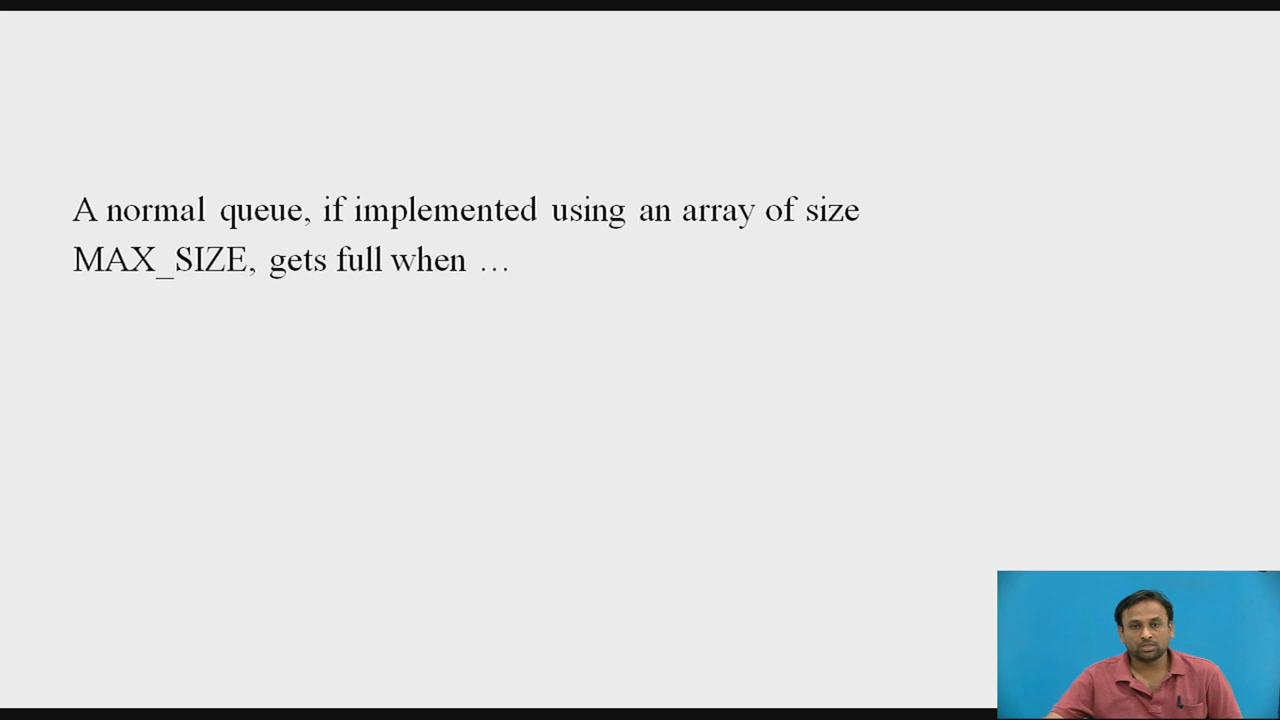 A normal queue, if implemented using an array of size
MAX_SIZE, gets full when …